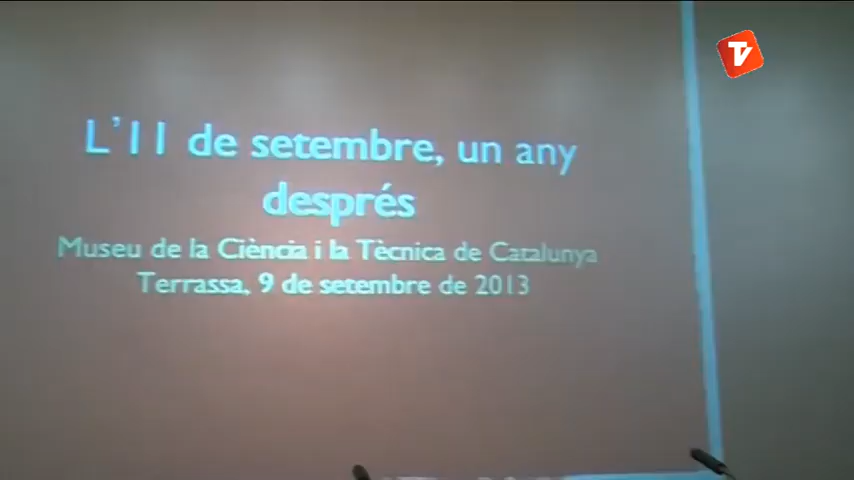 TV
L'11 de setembre, un any
després
Museu de la Ciència i la Tècnica de Catalunya
Terrassa, 9 de setembre de 2013